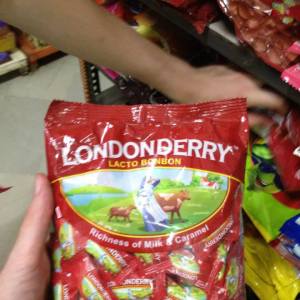 LONDONDERRY
LACTO BONBON
Richness of Milk & Caramel